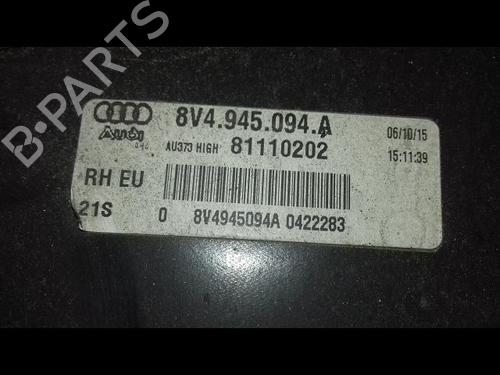 B-PARTS
Audi
8V4.945.094.A
06/10/15
AU373 HIGH 81110202
15:11:39
RH EU
21S 0 8V4945094A 0422283